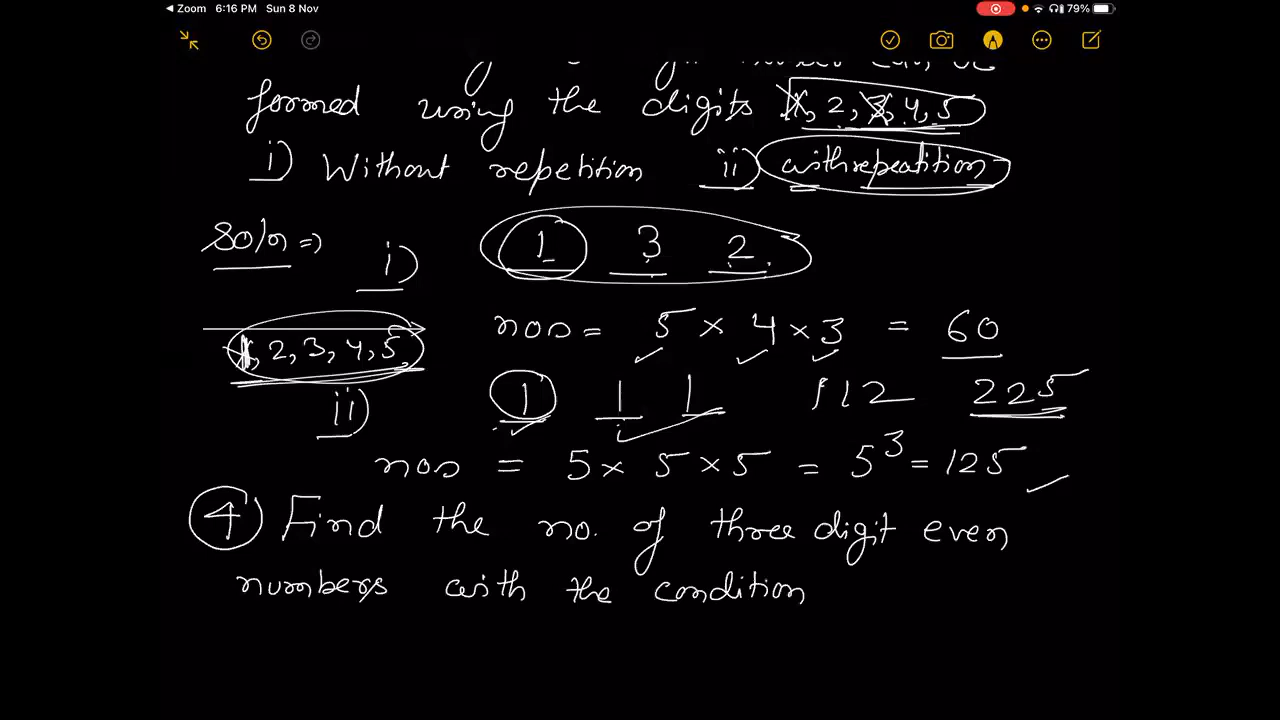 Zoom 6:16 PM Sun 8 Nov 79%
formed using the digits 1, 2, 3, 4, 5
i) Without repetition ii) withrepeatition
Soln => i) 1 3 2
nos = 5 × 4 × 3 = 60
1, 2, 3, 4, 5
ii) 1 1 1 112 225
nos = 5 × 5 × 5 = 5³ = 125
4) Find the no. of three digit even
numbers with the condition